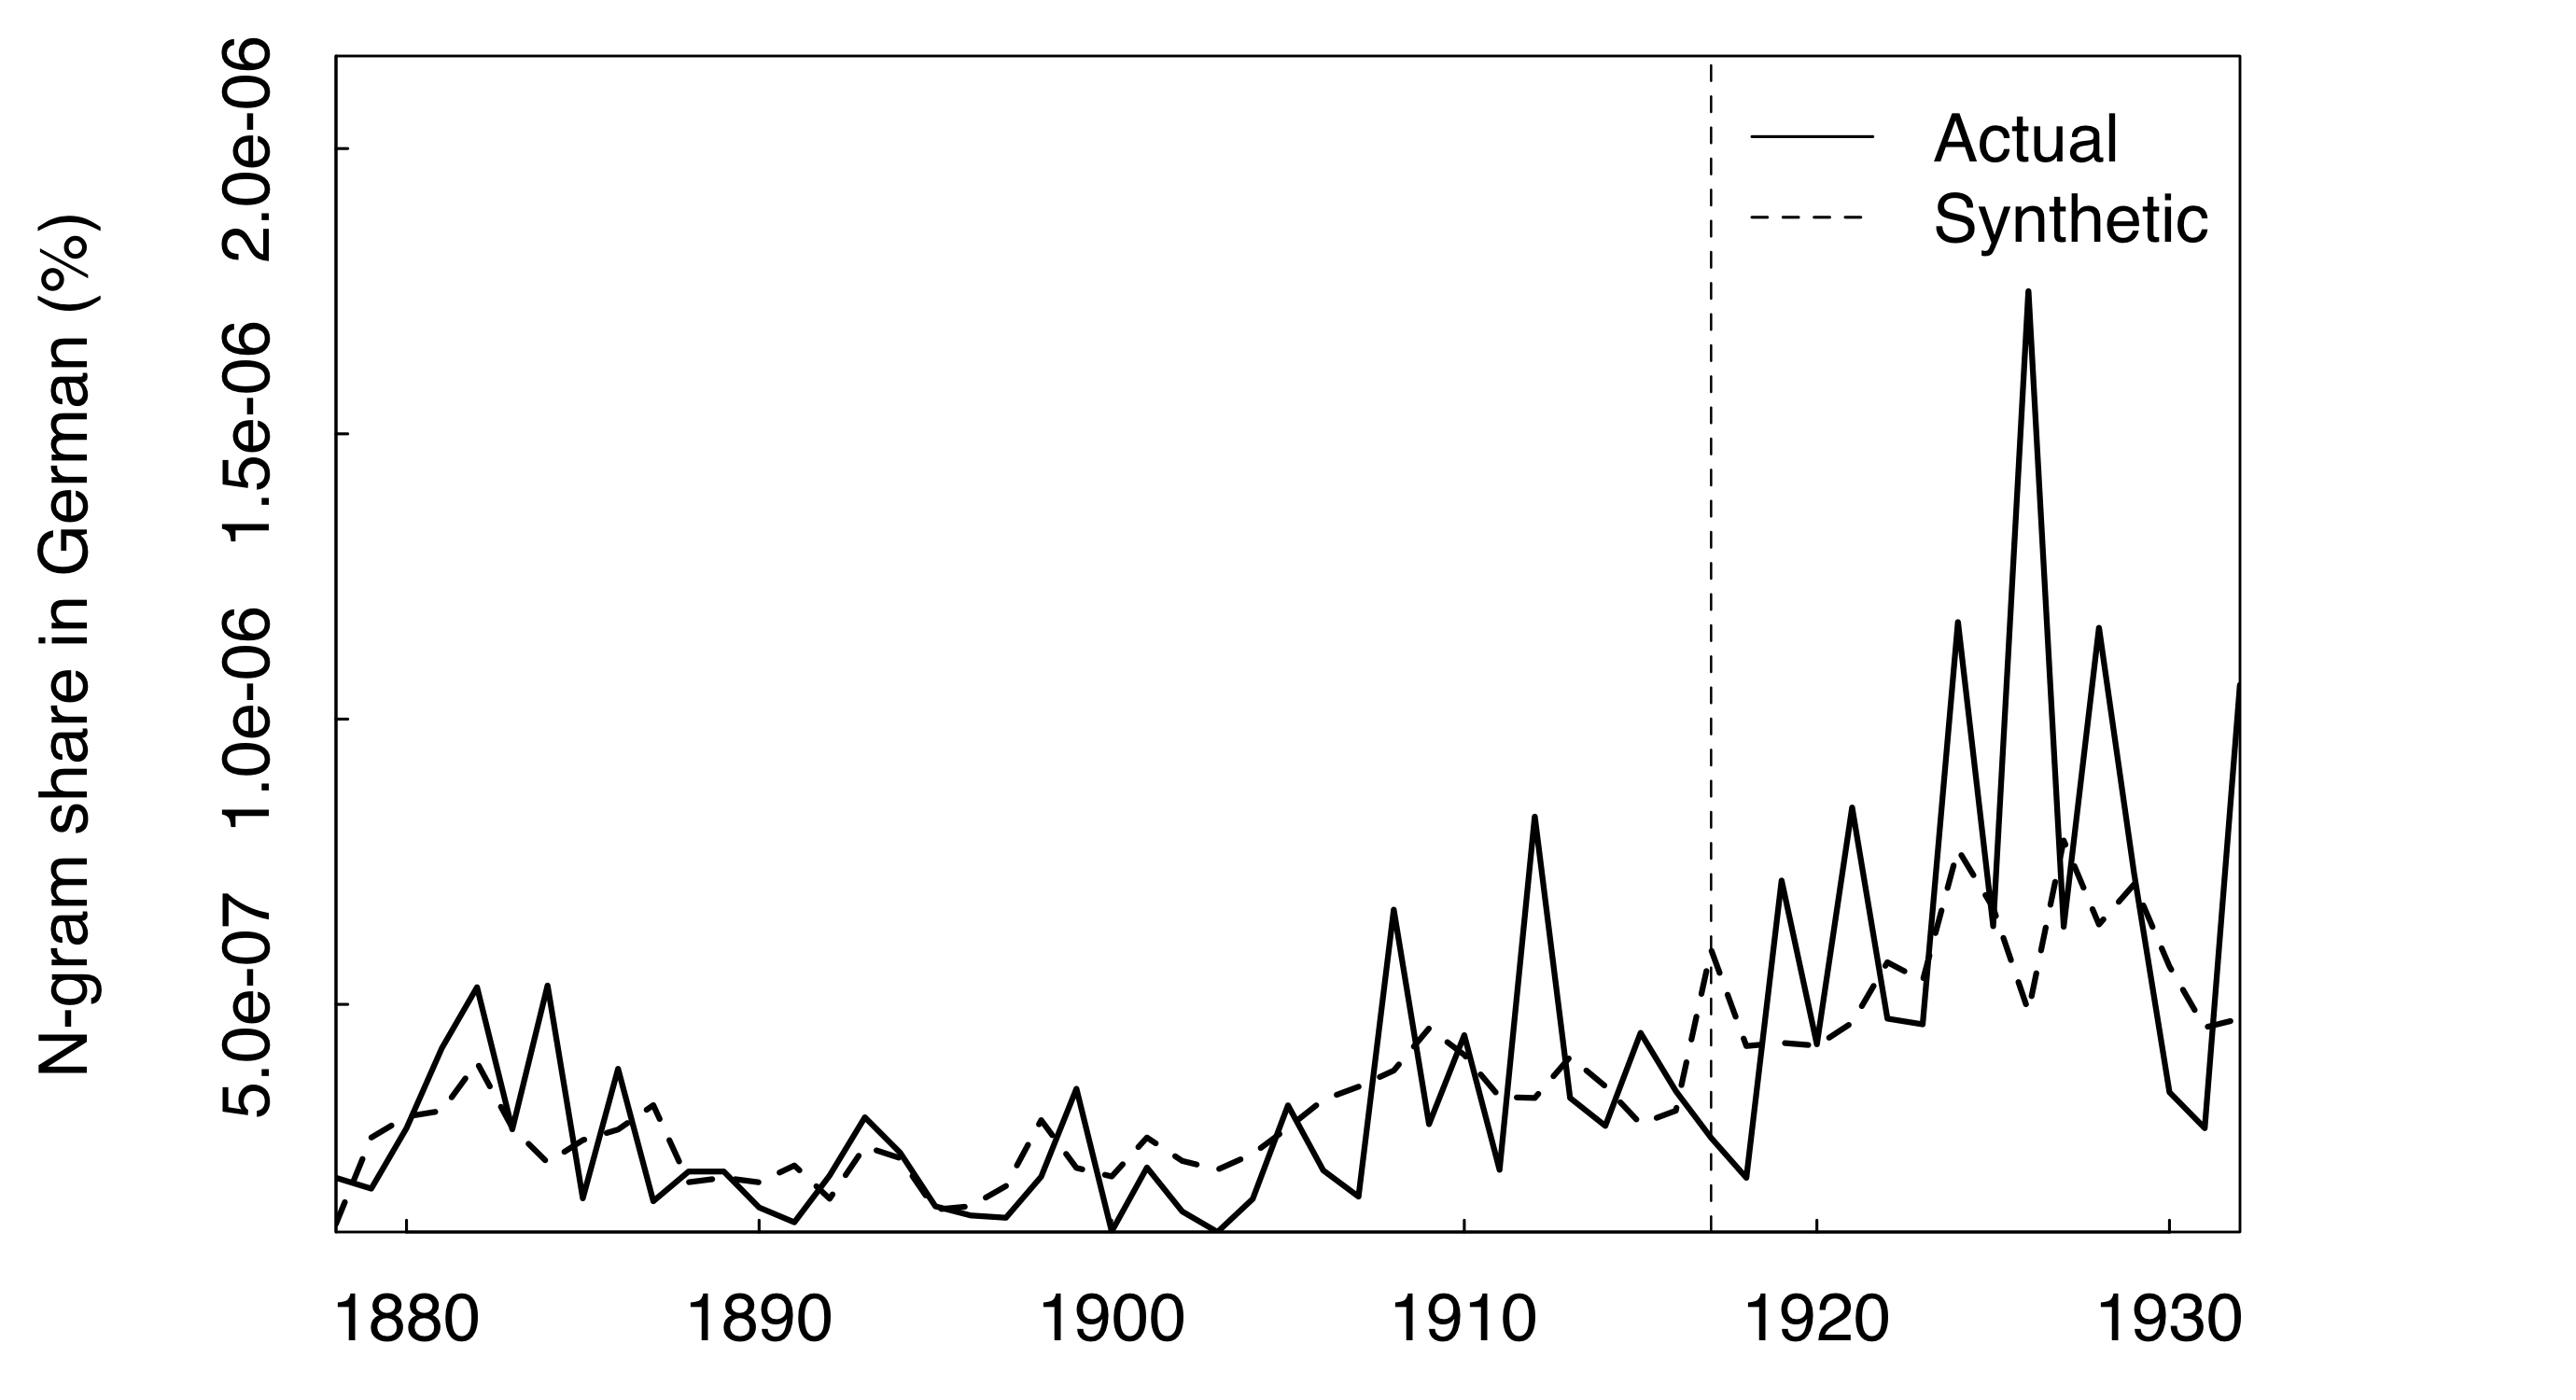 N-gram share in German (%)
2.0e-06
1.5e-06
1.0e-06
5.0e-07
Actual
Synthetic
1880 1890 1900 1910 1920 1930